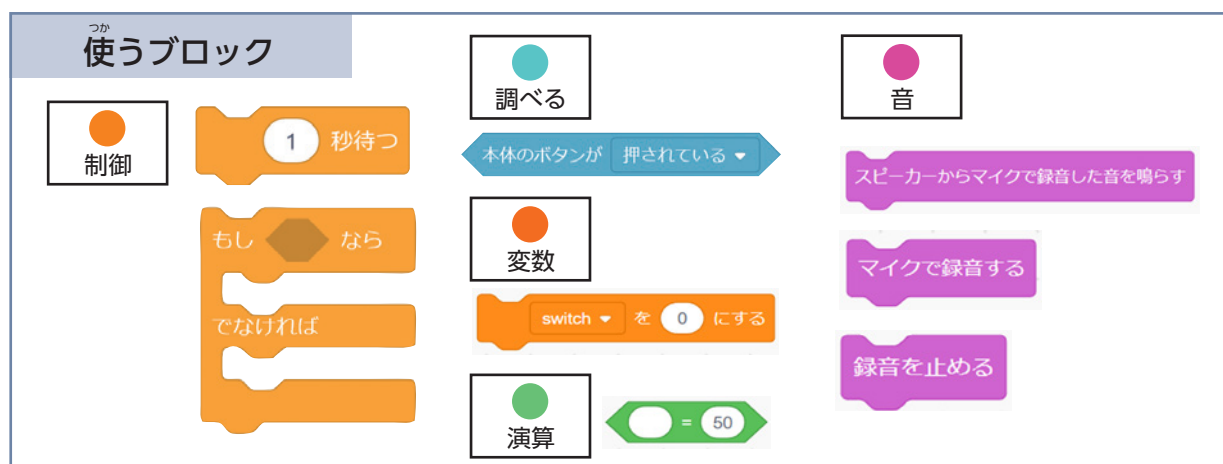 つか
使うブロック
制御
1 秒待つ
もし なら
でなければ
調べる
本体のボタンが 押されている
変数
switch を 0 にする
演算
= 50
音
スピーカーからマイクで録音した音を鳴らす
マイクで録音する
録音を止める